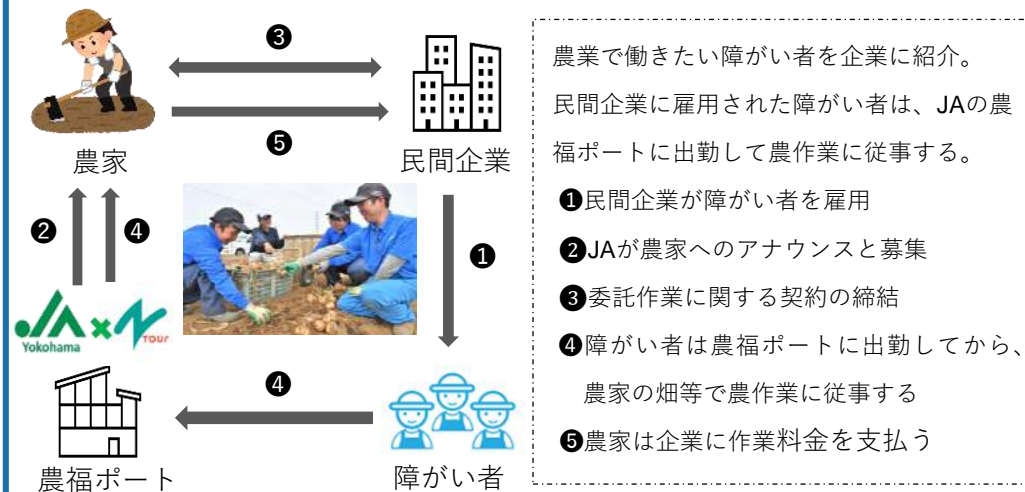 ❸
❺
農家
民間企業
❷
❹
❶
JA×N
Yokohama
TOUR
❹
農福ポート
障がい者
農業で働きたい障がい者を企業に紹介。
民間企業に雇用された障がい者は、JAの農
福ポートに出勤して農作業に従事する。
❶民間企業が障がい者を雇用
❷JAが農家へのアナウンスと募集
❸委託作業に関する契約の締結
❹障がい者は農福ポートに出勤してから、
農家の畑等で農作業に従事する
❺農家は企業に作業料金を支払う